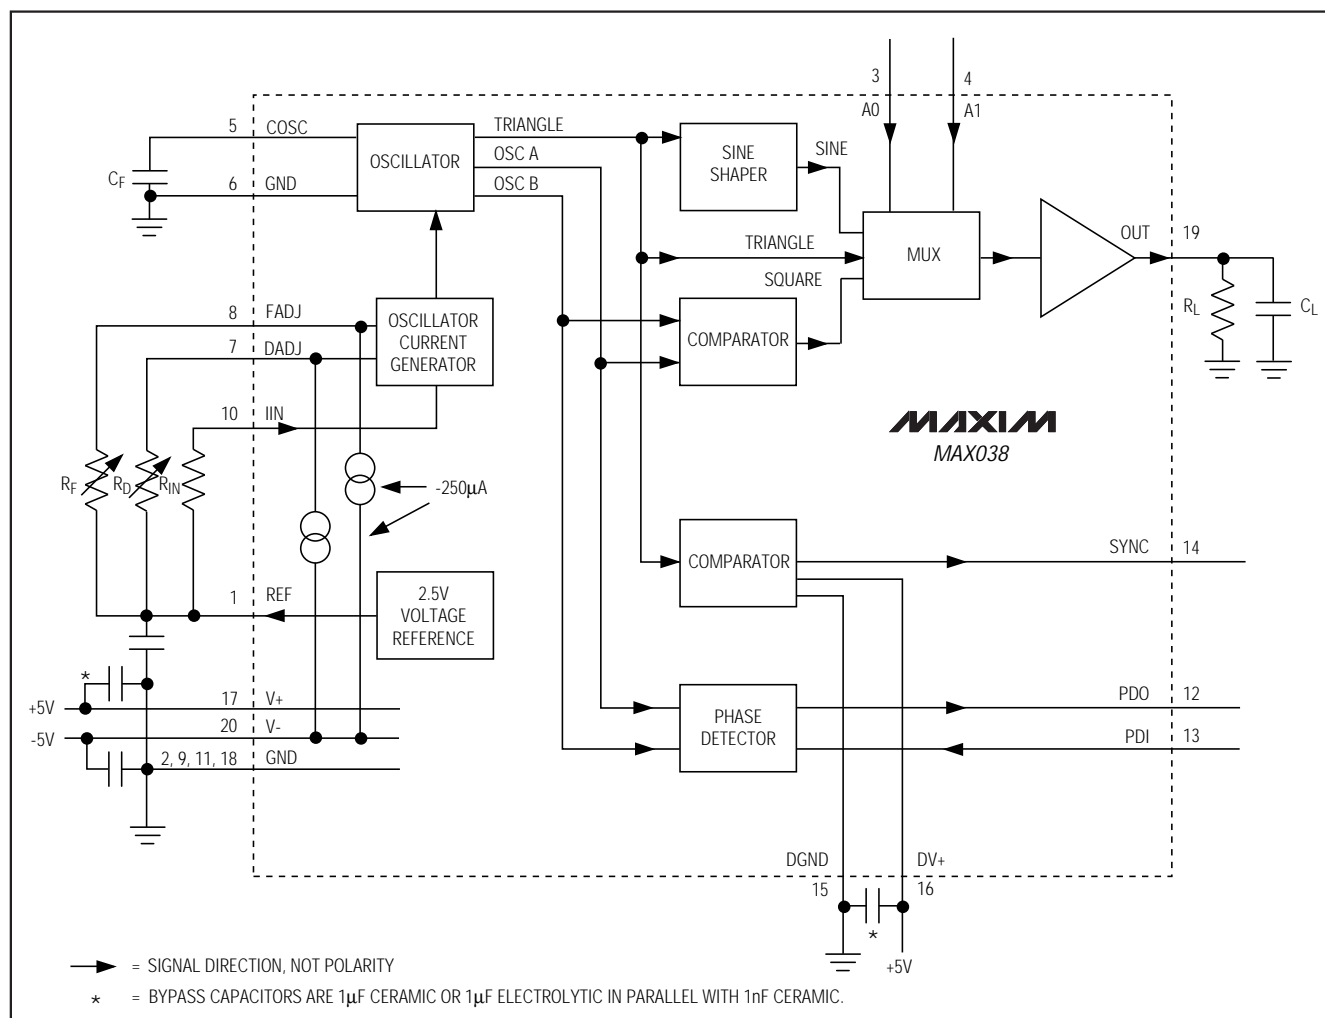 3
4
A0
A1
5
COSC
TRIANGLE
OSC A
OSC B
OSCILLATOR
SINE
SHAPER
SINE
CF
6
GND
TRIANGLE
MUX
OUT
19
SQUARE
RL
CL
8
FADJ
7
DADJ
OSCILLATOR
CURRENT
GENERATOR
COMPARATOR
10
IIN
MAXIM
MAX038
RF
RD
RIN
-250µA
COMPARATOR
SYNC
14
1
REF
2.5V
VOLTAGE
REFERENCE
*
+5V
17
V+
-5V
20
V-
2, 9, 11, 18
GND
PHASE
DETECTOR
PDO
12
PDI
13
DGND
DV+
15
16
*
+5V
= SIGNAL DIRECTION, NOT POLARITY
* = BYPASS CAPACITORS ARE 1µF CERAMIC OR 1µF ELECTROLYTIC IN PARALLEL WITH 1nF CERAMIC.